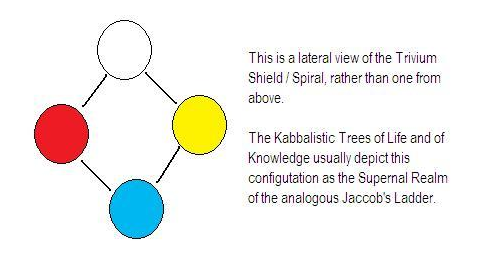 This is a lateral view of the Trivium
Shield / Spiral, rather than one from
above.
The Kabbalistic Trees of Life and of
Knowledge usually depict this
configutation as the Supernal Realm
of the analogous Jaccob's Ladder.